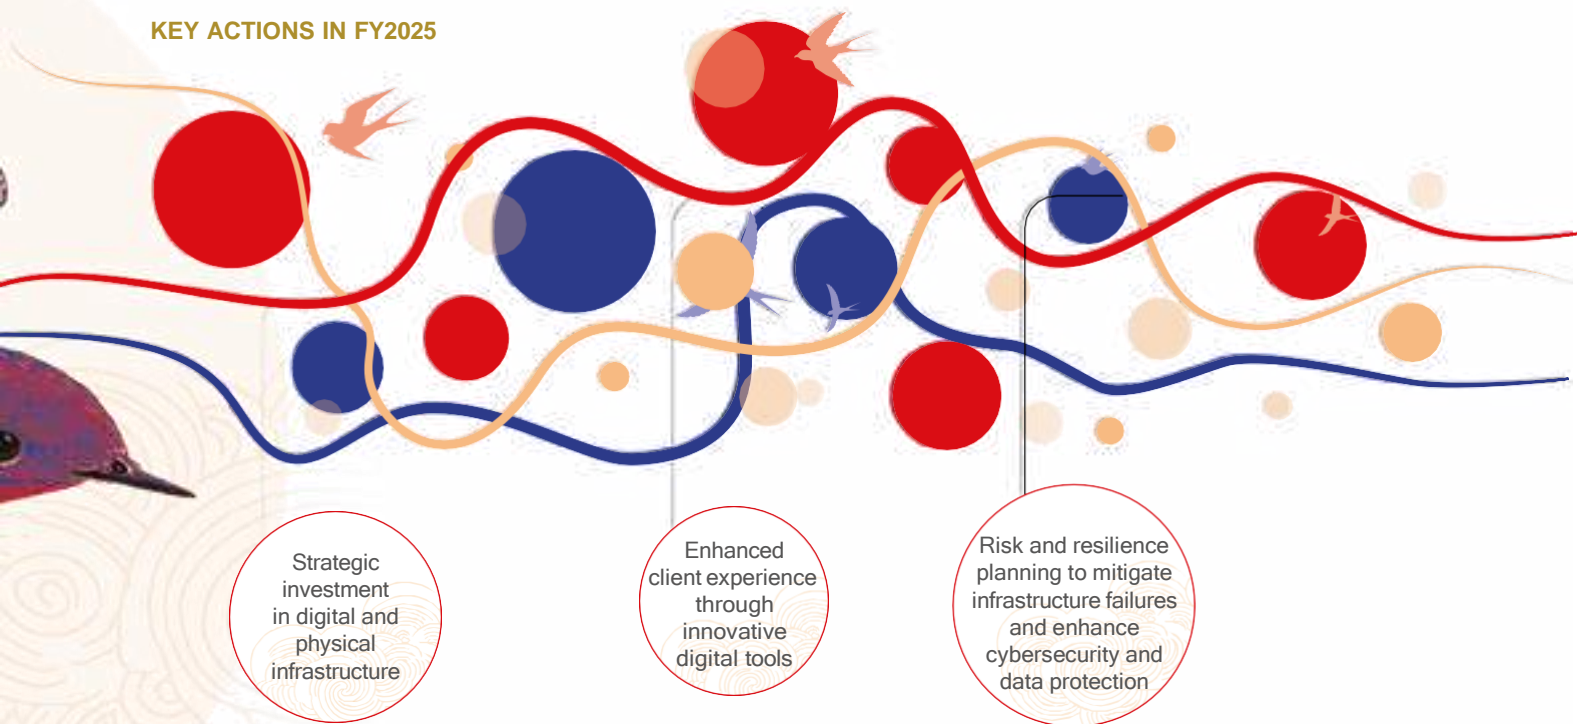 KEY ACTIONS IN FY2025
Strategic
investment
in digital and
physical
infrastructure
Enhanced
client experience
through
innovative
digital tools
Risk and resilience
planning to mitigate
infrastructure failures
and enhance
cybersecurity and
data protection